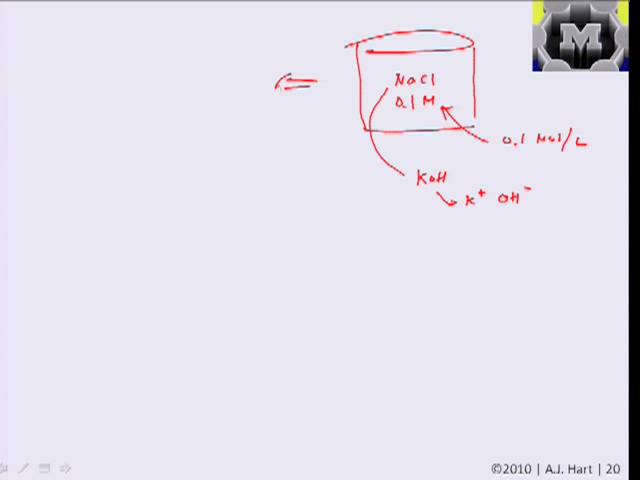 M
NaCl
0.1 M
0.1 mol/L
KOH
K+ OH-
©2010 | A.J. Hart | 20